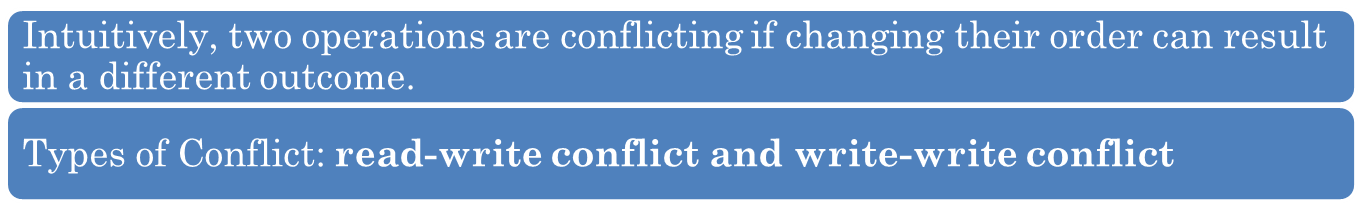 Intuitively, two operations are conflicting if changing their order can result
in a different outcome.
Types of Conflict: read-write conflict and write-write conflict